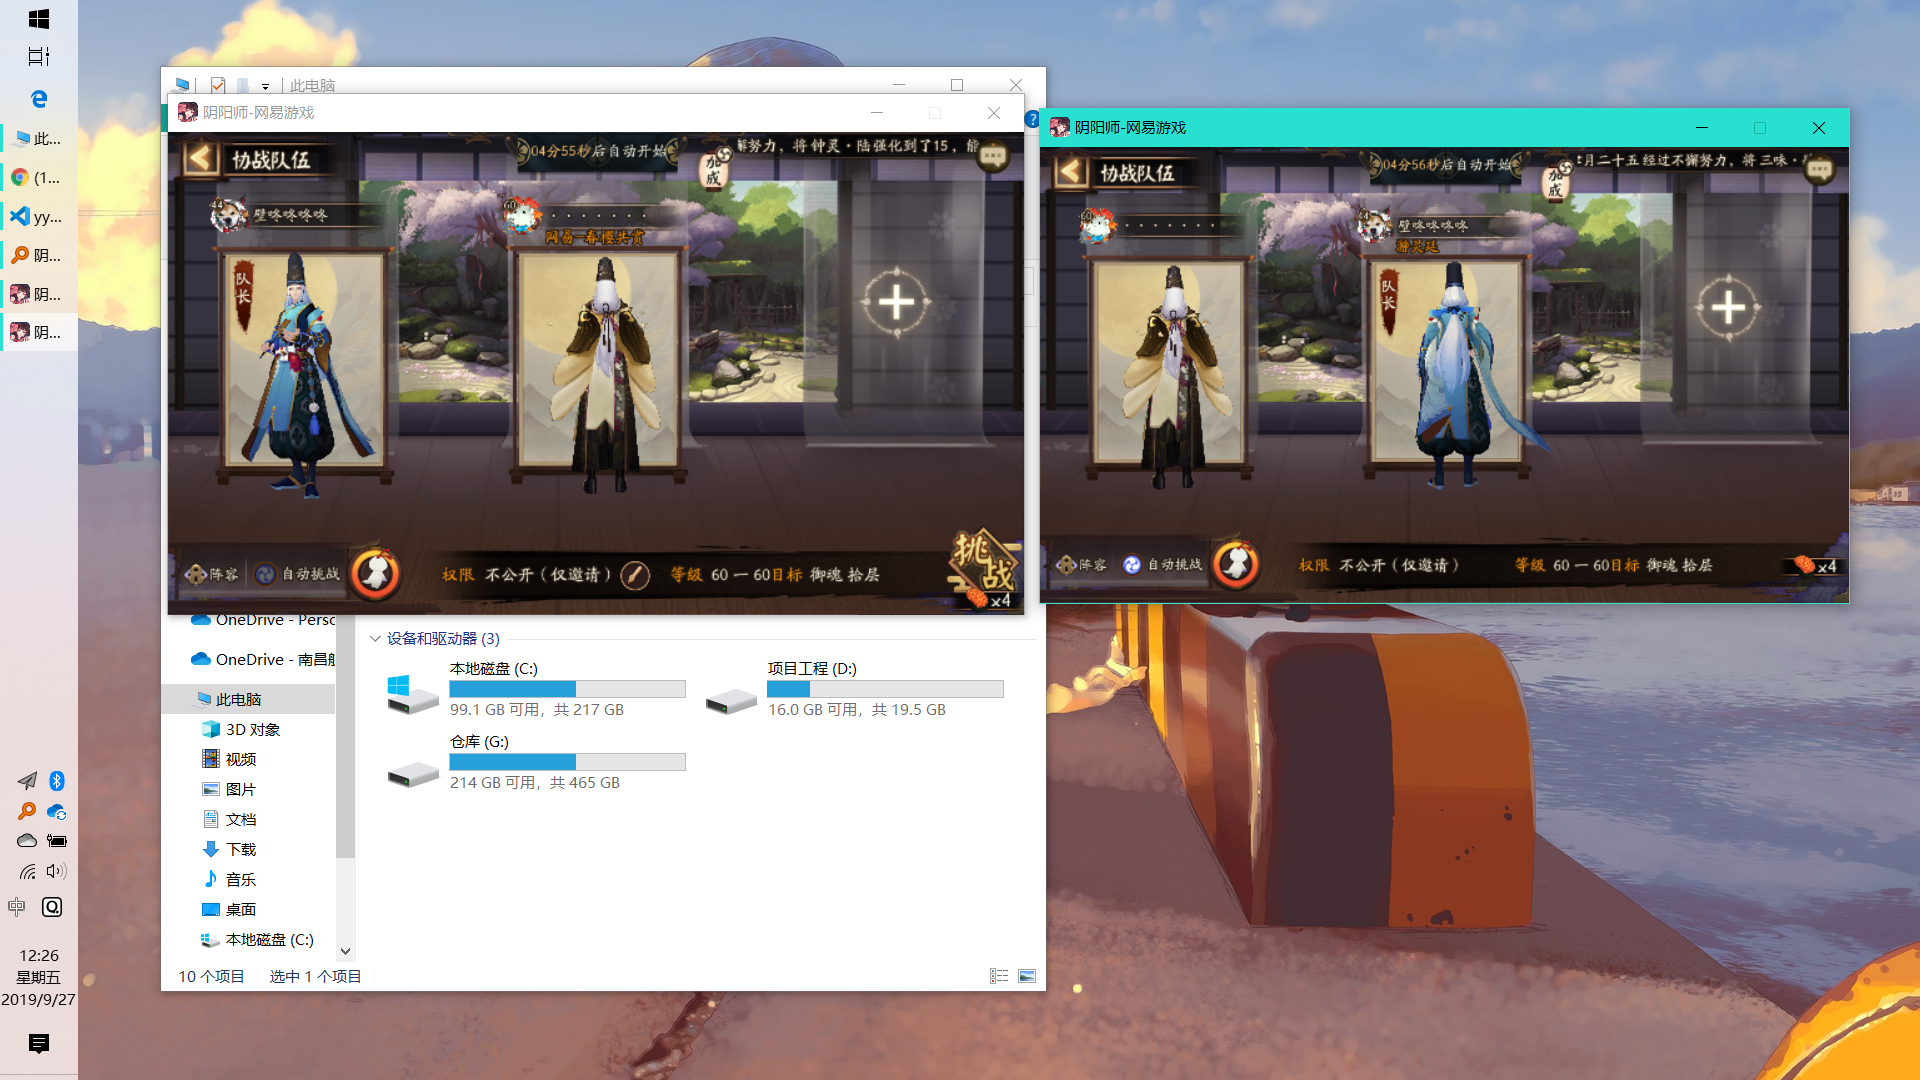 此...
(1...
yy...
阴...
阴...
阴...
中
12:26
星期五
2019/9/27
此电脑
阴阳师-网易游戏
协战队伍
04分55秒后自动开始
加成
懈努力，将 钟灵·陆强化到了15，能
44
壁咚咚咚咚
60
· · · · · · ·
网易-春樱共赏
队长
阵容
自动挑战
权限 不公开（仅邀请）
等级 60 一 60目标 御魂 拾层
挑战
x4
OneDrive - Persc
OneDrive - 南昌航
此电脑
3D 对象
视频
图片
文档
下载
音乐
桌面
本地磁盘 (C:)
设备和驱动器 (3)
本地磁盘 (C:)
99.1 GB 可用，共 217 GB
项目工程 (D:)
16.0 GB 可用，共 19.5 GB
仓库 (G:)
214 GB 可用，共 465 GB
10 个项目
选中 1 个项目
阴阳师-网易游戏
协战队伍
04分56秒后自动开始
加成
月二十五 经过不懈努力，将 三味·
60
· · · · · · ·
44
壁咚咚咚咚
队长
阵容
自动挑战
权限 不公开（仅邀请）
等级 60 一 60目标 御魂 拾层
x4